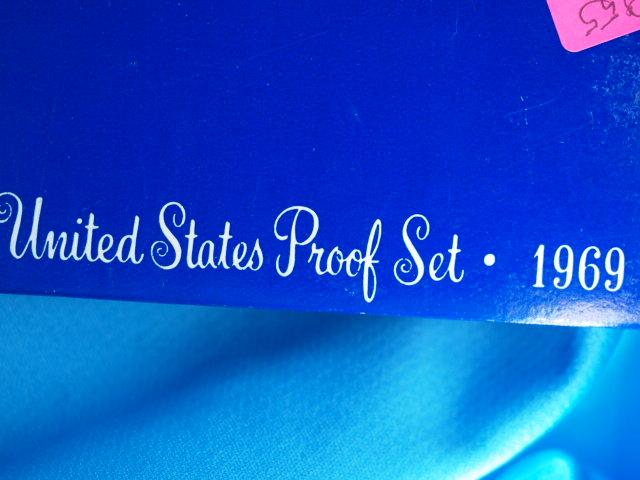 United States Proof Set • 1969